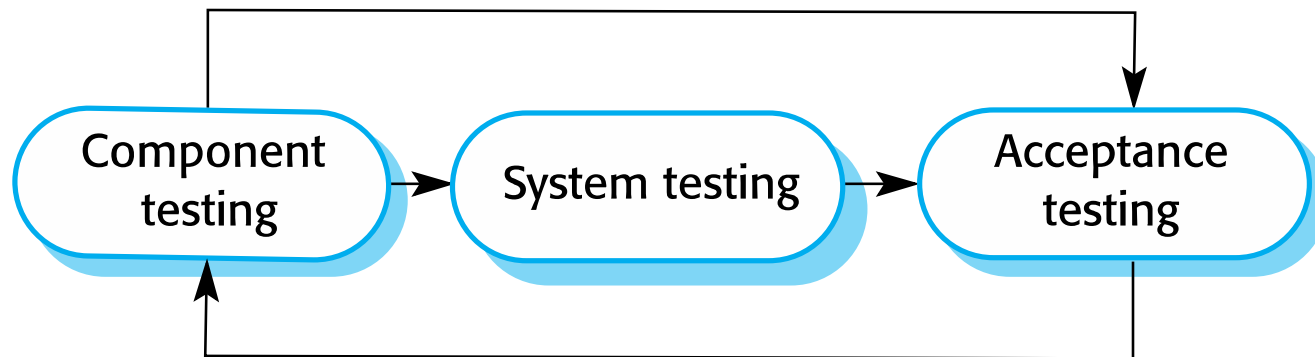 Component
testing
System testing
Acceptance
testing